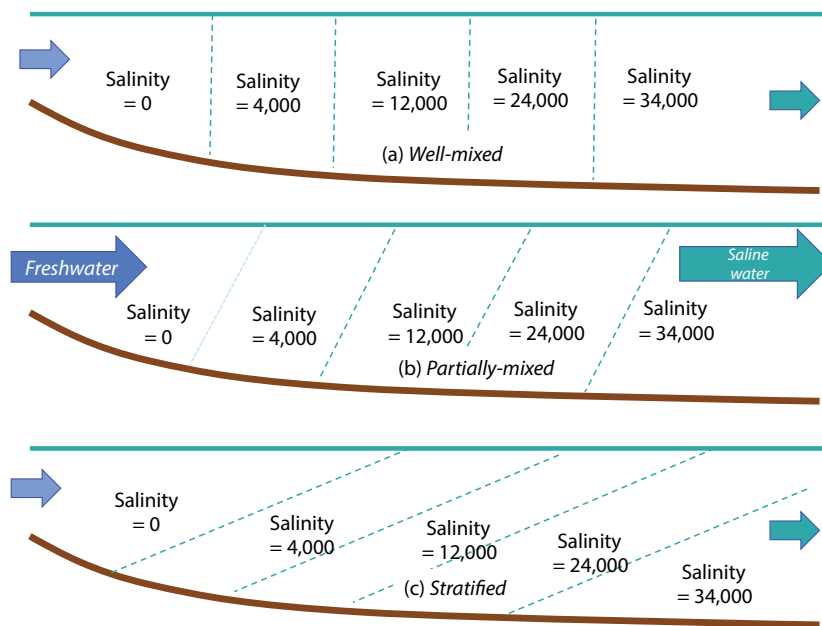 Salinity
= 0
Salinity
= 4,000
Salinity
= 12,000
Salinity
= 24,000
Salinity
= 34,000
(a) Well-mixed
Freshwater
Saline
water
Salinity
= 0
Salinity
= 4,000
Salinity
= 12,000
Salinity
= 24,000
Salinity
= 34,000
(b) Partially-mixed
Salinity
= 0
Salinity
= 4,000
Salinity
= 12,000
Salinity
= 24,000
Salinity
= 34,000
(c) Stratified